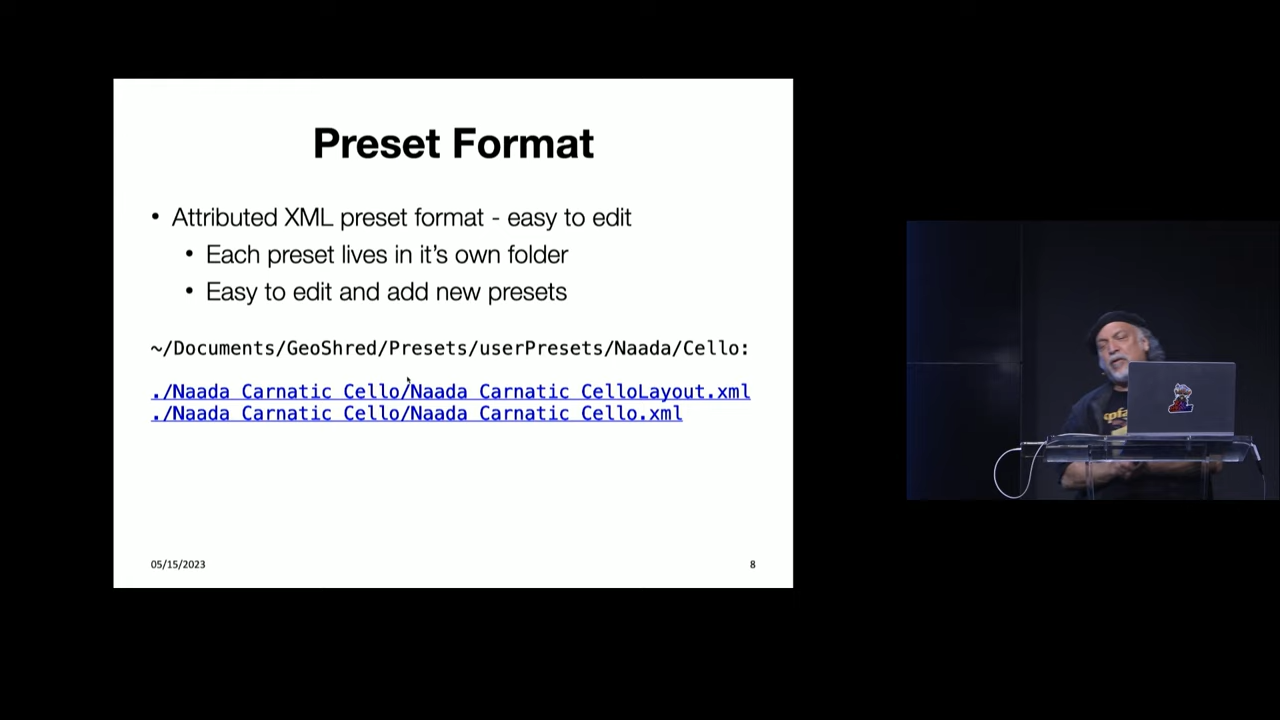 Preset Format
• Attributed XML preset format - easy to edit
• Each preset lives in it’s own folder
• Easy to edit and add new presets
~/Documents/GeoShred/Presets/userPresets/Naada/Cello:
./Naada Carnatic Cello/Naada Carnatic CelloLayout.xml
./Naada Carnatic Cello/Naada Carnatic Cello.xml
05/15/2023
8